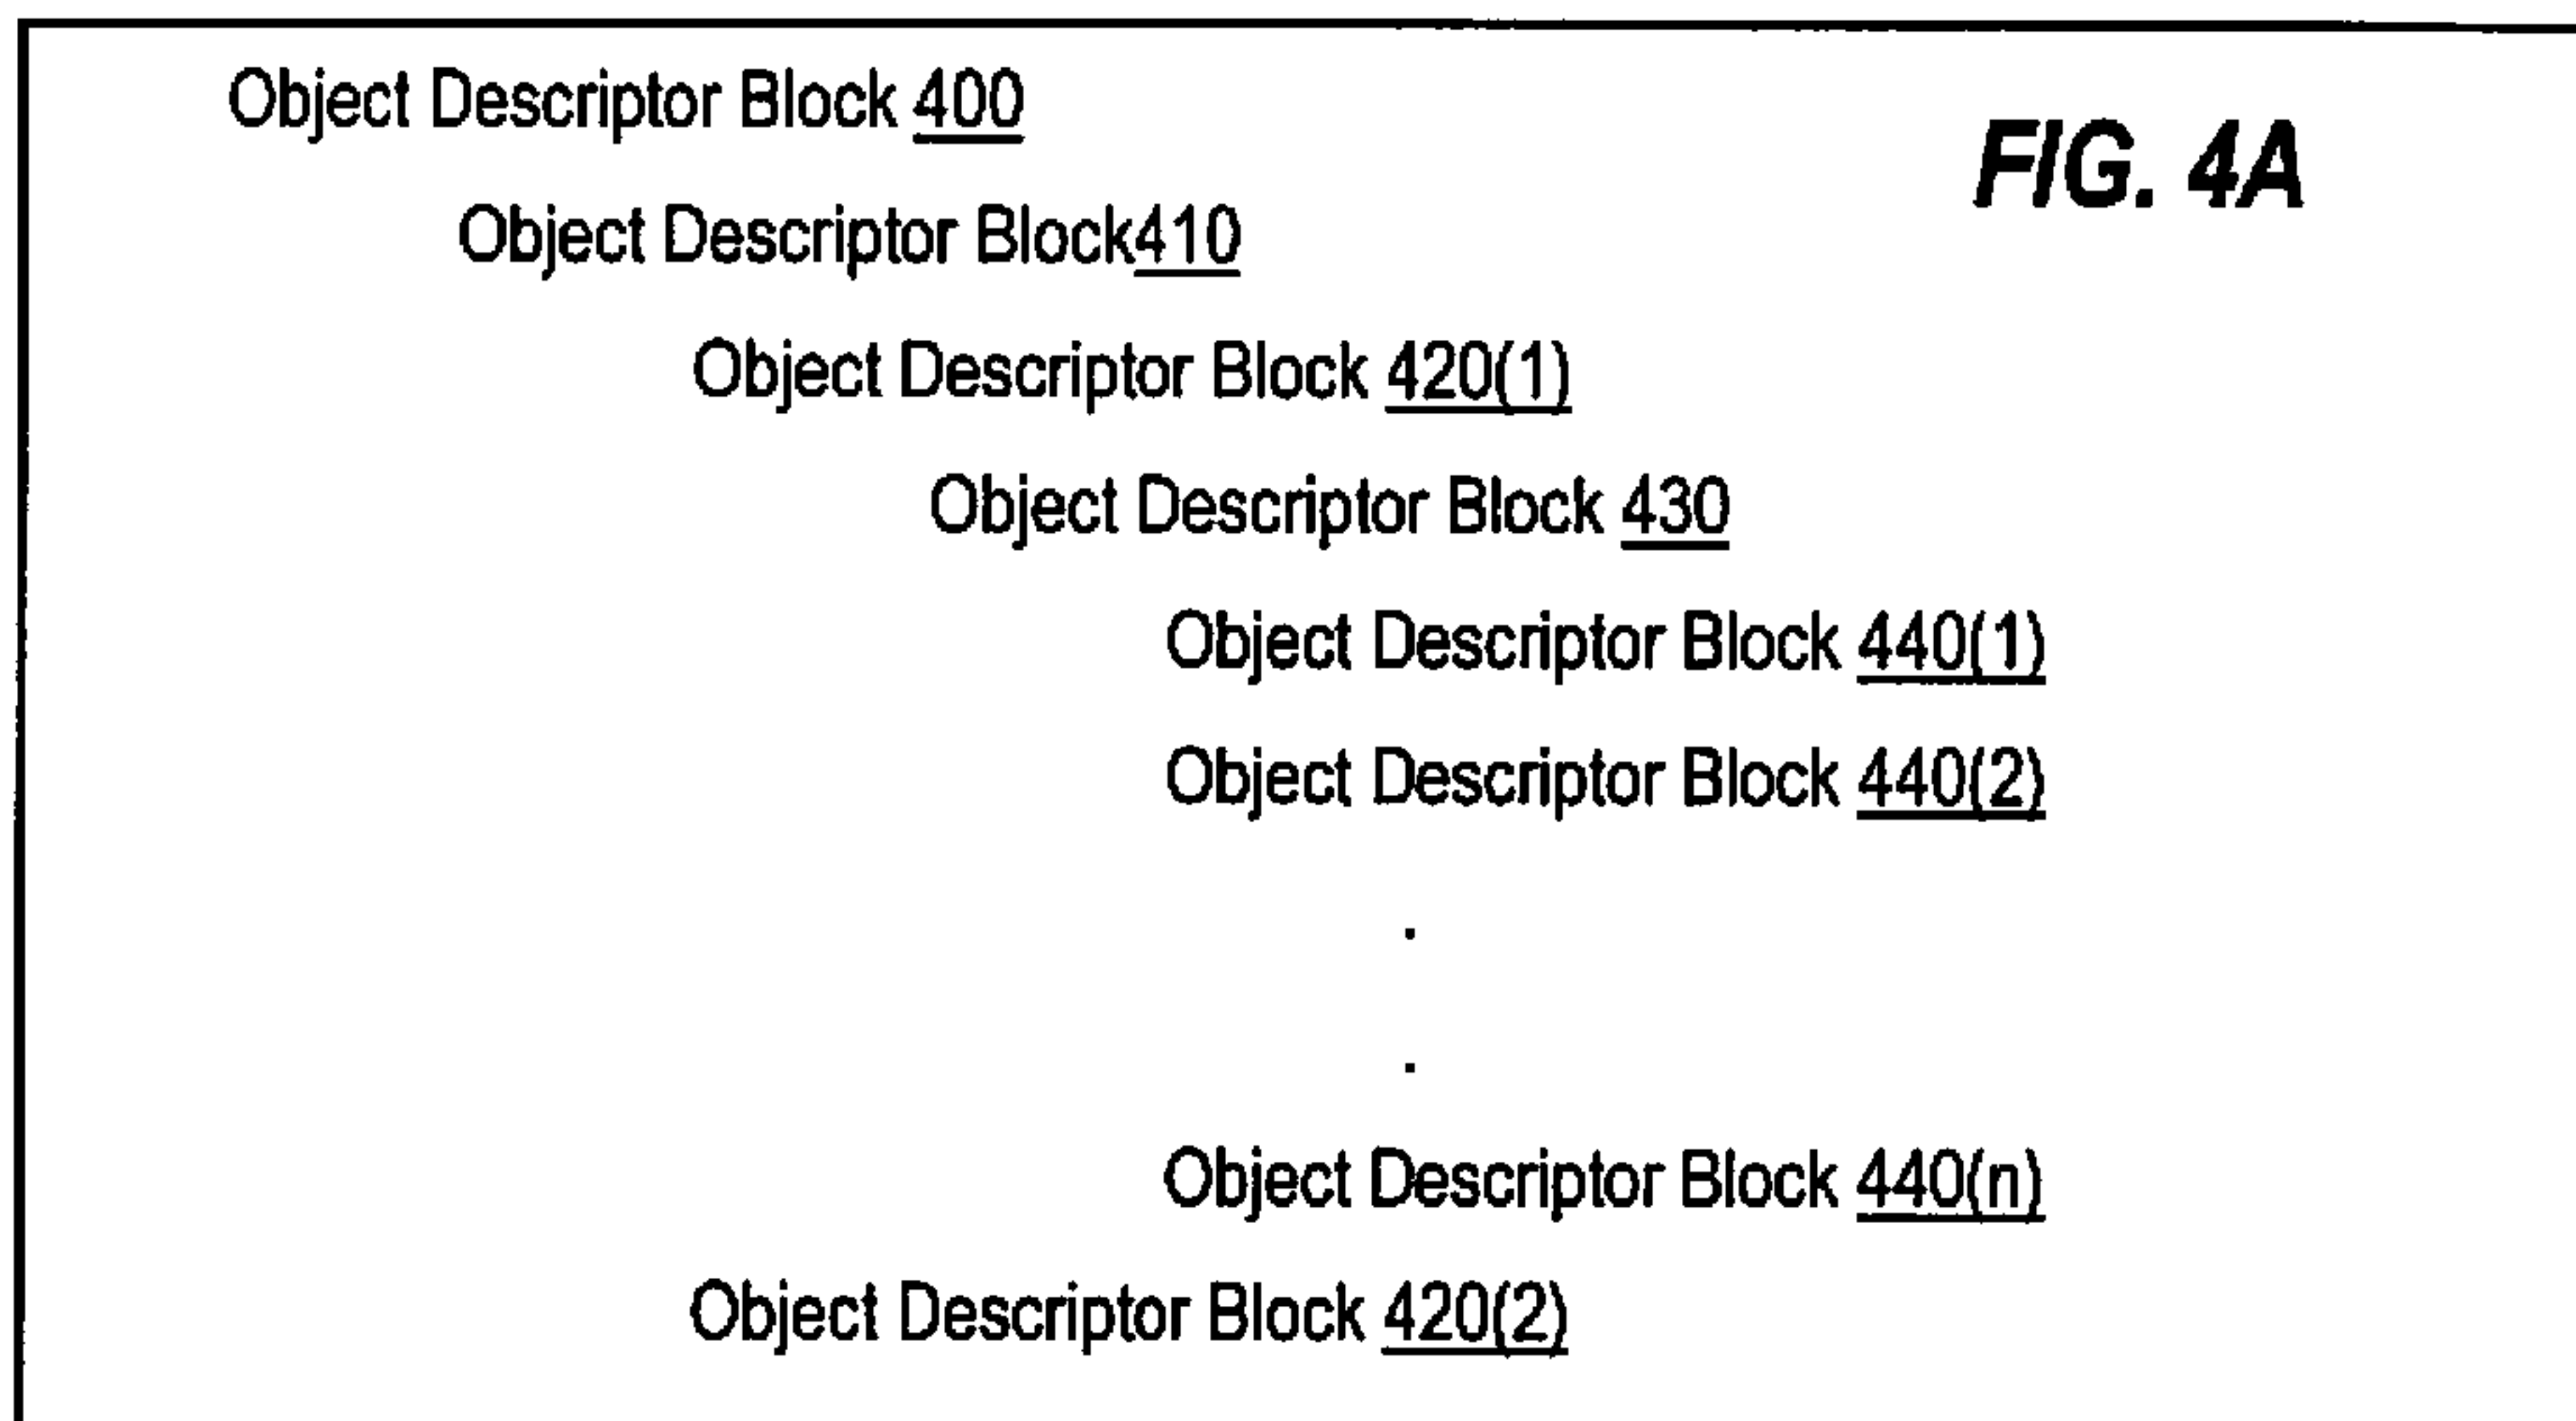 Object Descriptor Block 400
FIG. 4A
Object Descriptor Block410
Object Descriptor Block 420(1)
Object Descriptor Block 430
Object Descriptor Block 440(1)
Object Descriptor Block 440(2)
.
.
Object Descriptor Block 440(n)
Object Descriptor Block 420(2)